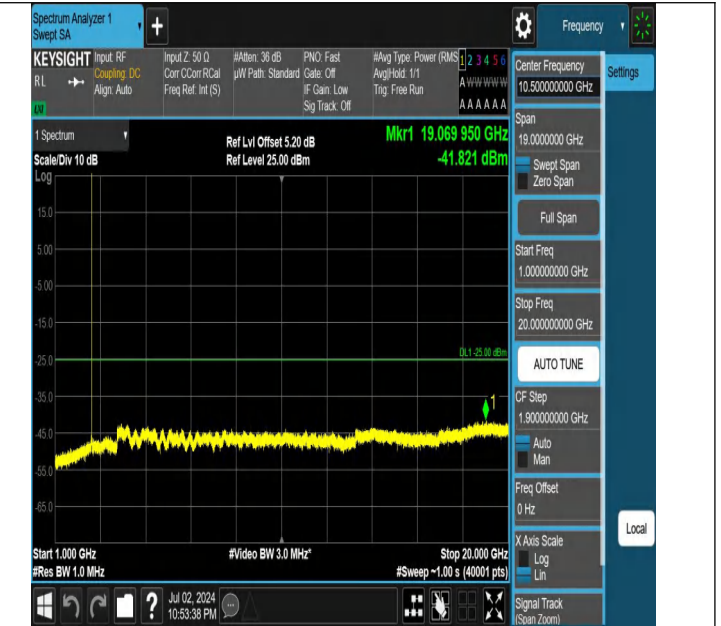 Spectrum Analyzer 1
Swept SA
+
Frequency
KEYSIGHT
RL
Input: RF
Coupling: DC
Align: Auto
Input Z: 50 Ω
Corr CCorr RCal
Freq Ref: Int (S)
#Atten: 36 dB
µW Path: Standard
PNO: Fast
Gate: Off
IF Gain: Low
Sig Track: Off
#Avg Type: Power (RMS
Avg|Hold: 1/1
Trig: Free Run
1 2 3 4 5 6
A W W W W W
A A A A A A
1 Spectrum
Scale/Div 10 dB
Ref Lvl Offset 5.20 dB
Ref Level 25.00 dBm
Mkr1 19.069 950 GHz
-41.821 dBm
Log
15.0
5.00
-5.00
-15.0
-25.0
-35.0
-45.0
-55.0
-65.0
DL1 -25.00 dBm
1
Start 1.000 GHz
#Res BW 1.0 MHz
#Video BW 3.0 MHz*
Stop 20.000 GHz
#Sweep ~1.00 s (40001 pts)
Jul 02, 2024
10:53:38 PM
?
Center Frequency
10.500000000 GHz
Settings
Span
19.0000000 GHz
Swept Span
Zero Span
Full Span
Start Freq
1.000000000 GHz
Stop Freq
20.000000000 GHz
AUTO TUNE
CF Step
1.900000000 GHz
Auto
Man
Freq Offset
0 Hz
X Axis Scale
Log
Lin
Local
Signal Track
(Span Zoom)